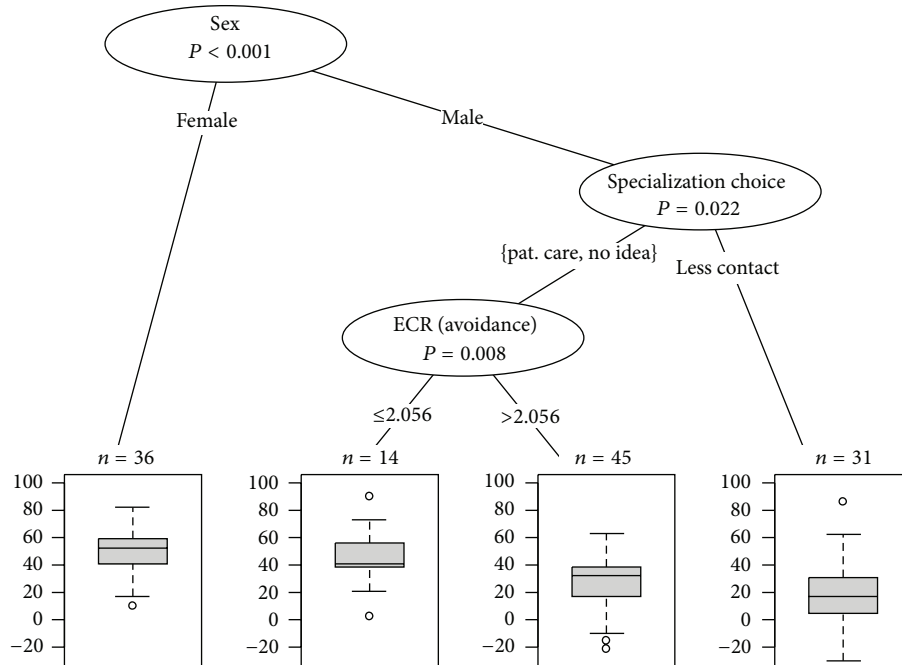 Sex
P < 0.001
Female
Male
Specialization choice
P = 0.022
{pat. care, no idea}
Less contact
ECR (avoidance)
P = 0.008
≤2.056
>2.056
n = 36
n = 14
n = 45
n = 31
100
80
60
40
20
0
−20
100
80
60
40
20
0
−20
100
80
60
40
20
0
−20
100
80
60
40
20
0
−20